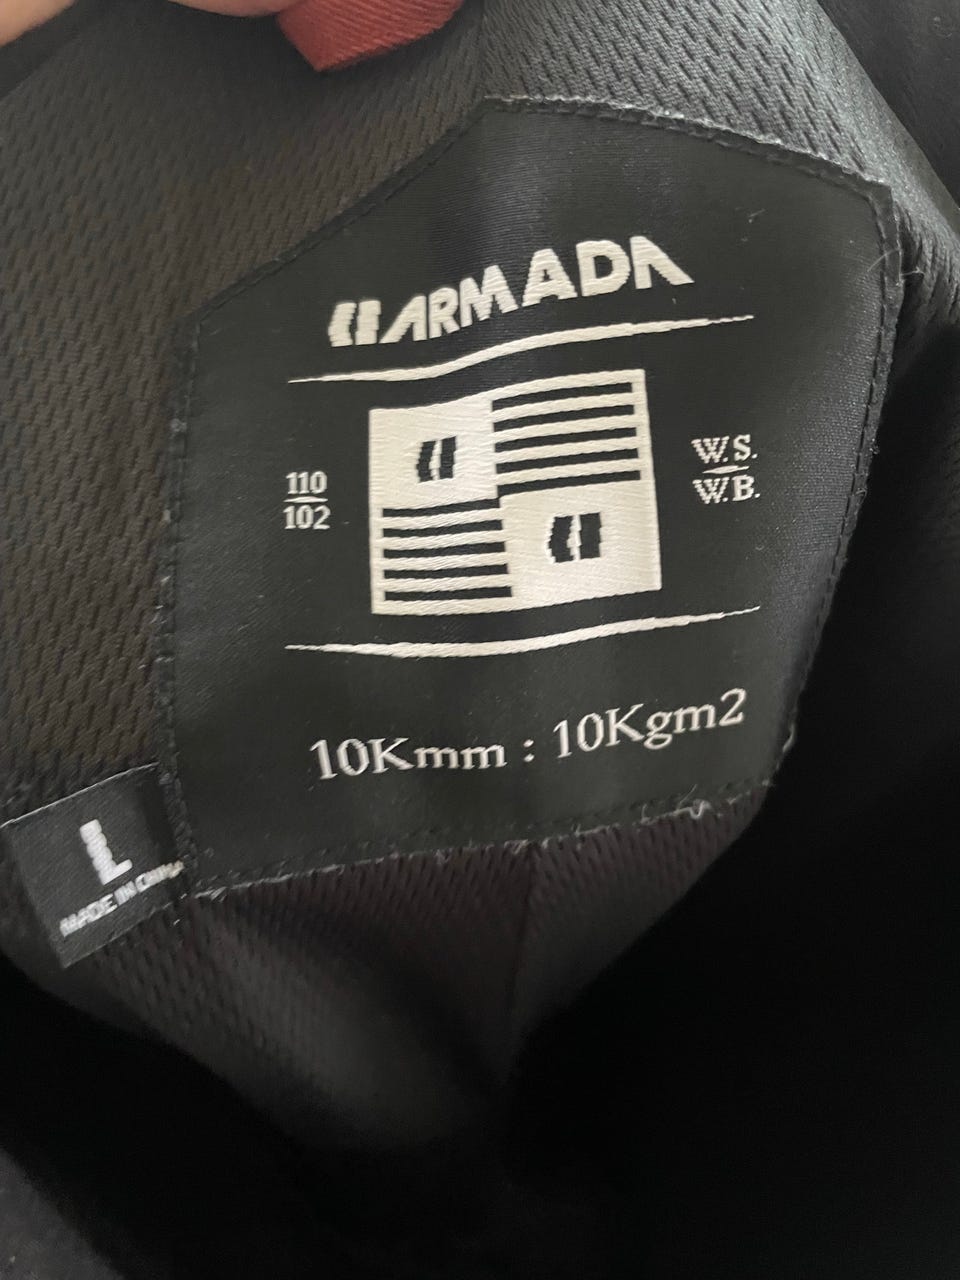 ARMADA
110
102
W.S.
W.B.
10Kmm : 10Kgm2
L
MADE IN CHINA